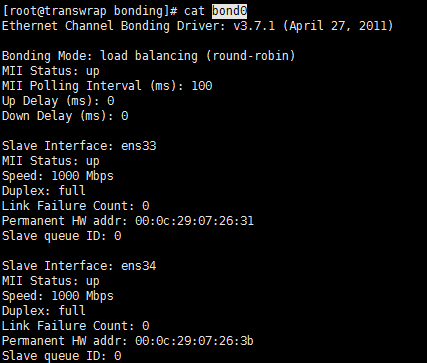 [root@transwrap bonding]# cat bond0
Ethernet Channel Bonding Driver: v3.7.1 (April 27, 2011)
Bonding Mode: load balancing (round-robin)
MII Status: up
MII Polling Interval (ms): 100
Up Delay (ms): 0
Down Delay (ms): 0
Slave Interface: ens33
MII Status: up
Speed: 1000 Mbps
Duplex: full
Link Failure Count: 0
Permanent HW addr: 00:0c:29:07:26:31
Slave queue ID: 0
Slave Interface: ens34
MII Status: up
Speed: 1000 Mbps
Duplex: full
Link Failure Count: 0
Permanent HW addr: 00:0c:29:07:26:3b
Slave queue ID: 0